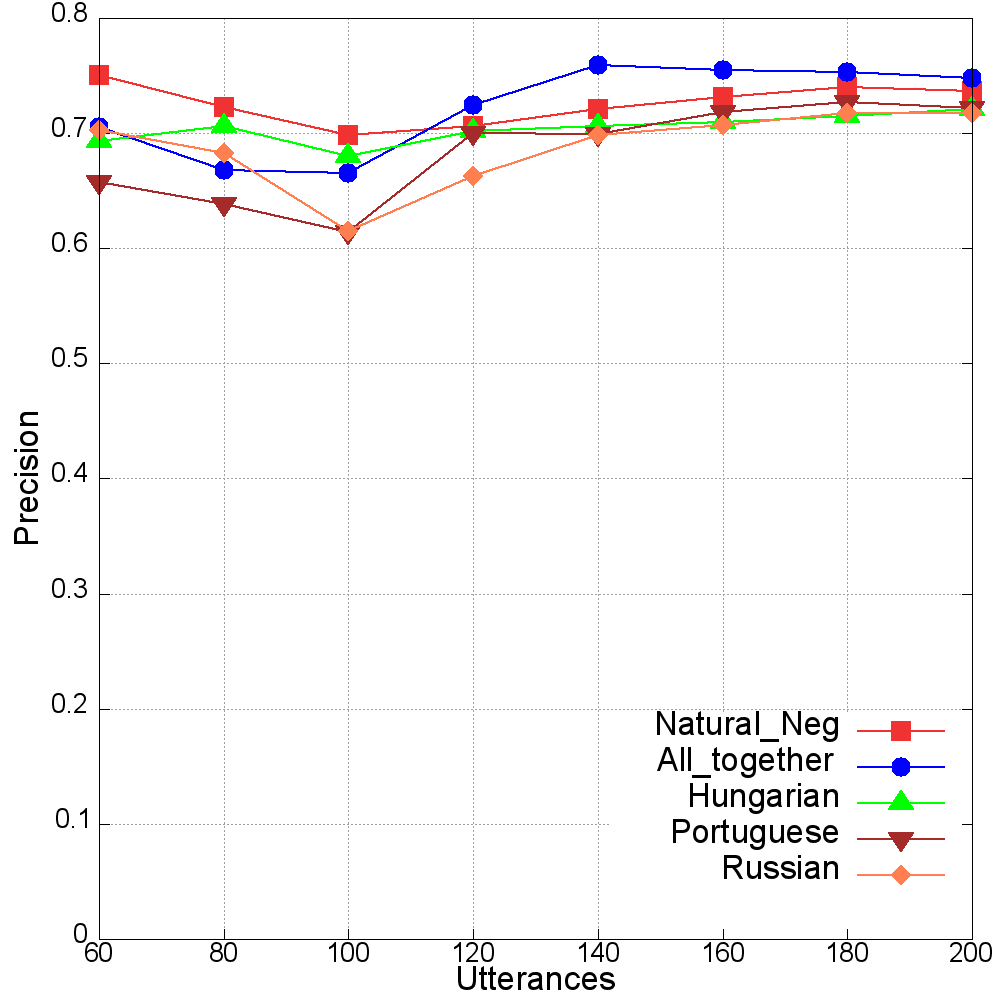 0.8
0.7
0.6
0.5
0.4
0.3
0.2
0.1
0
Precision
Natural_Neg
All_together
Hungarian
Portuguese
Russian
60 80 100 120 140 160 180 200
Utterances